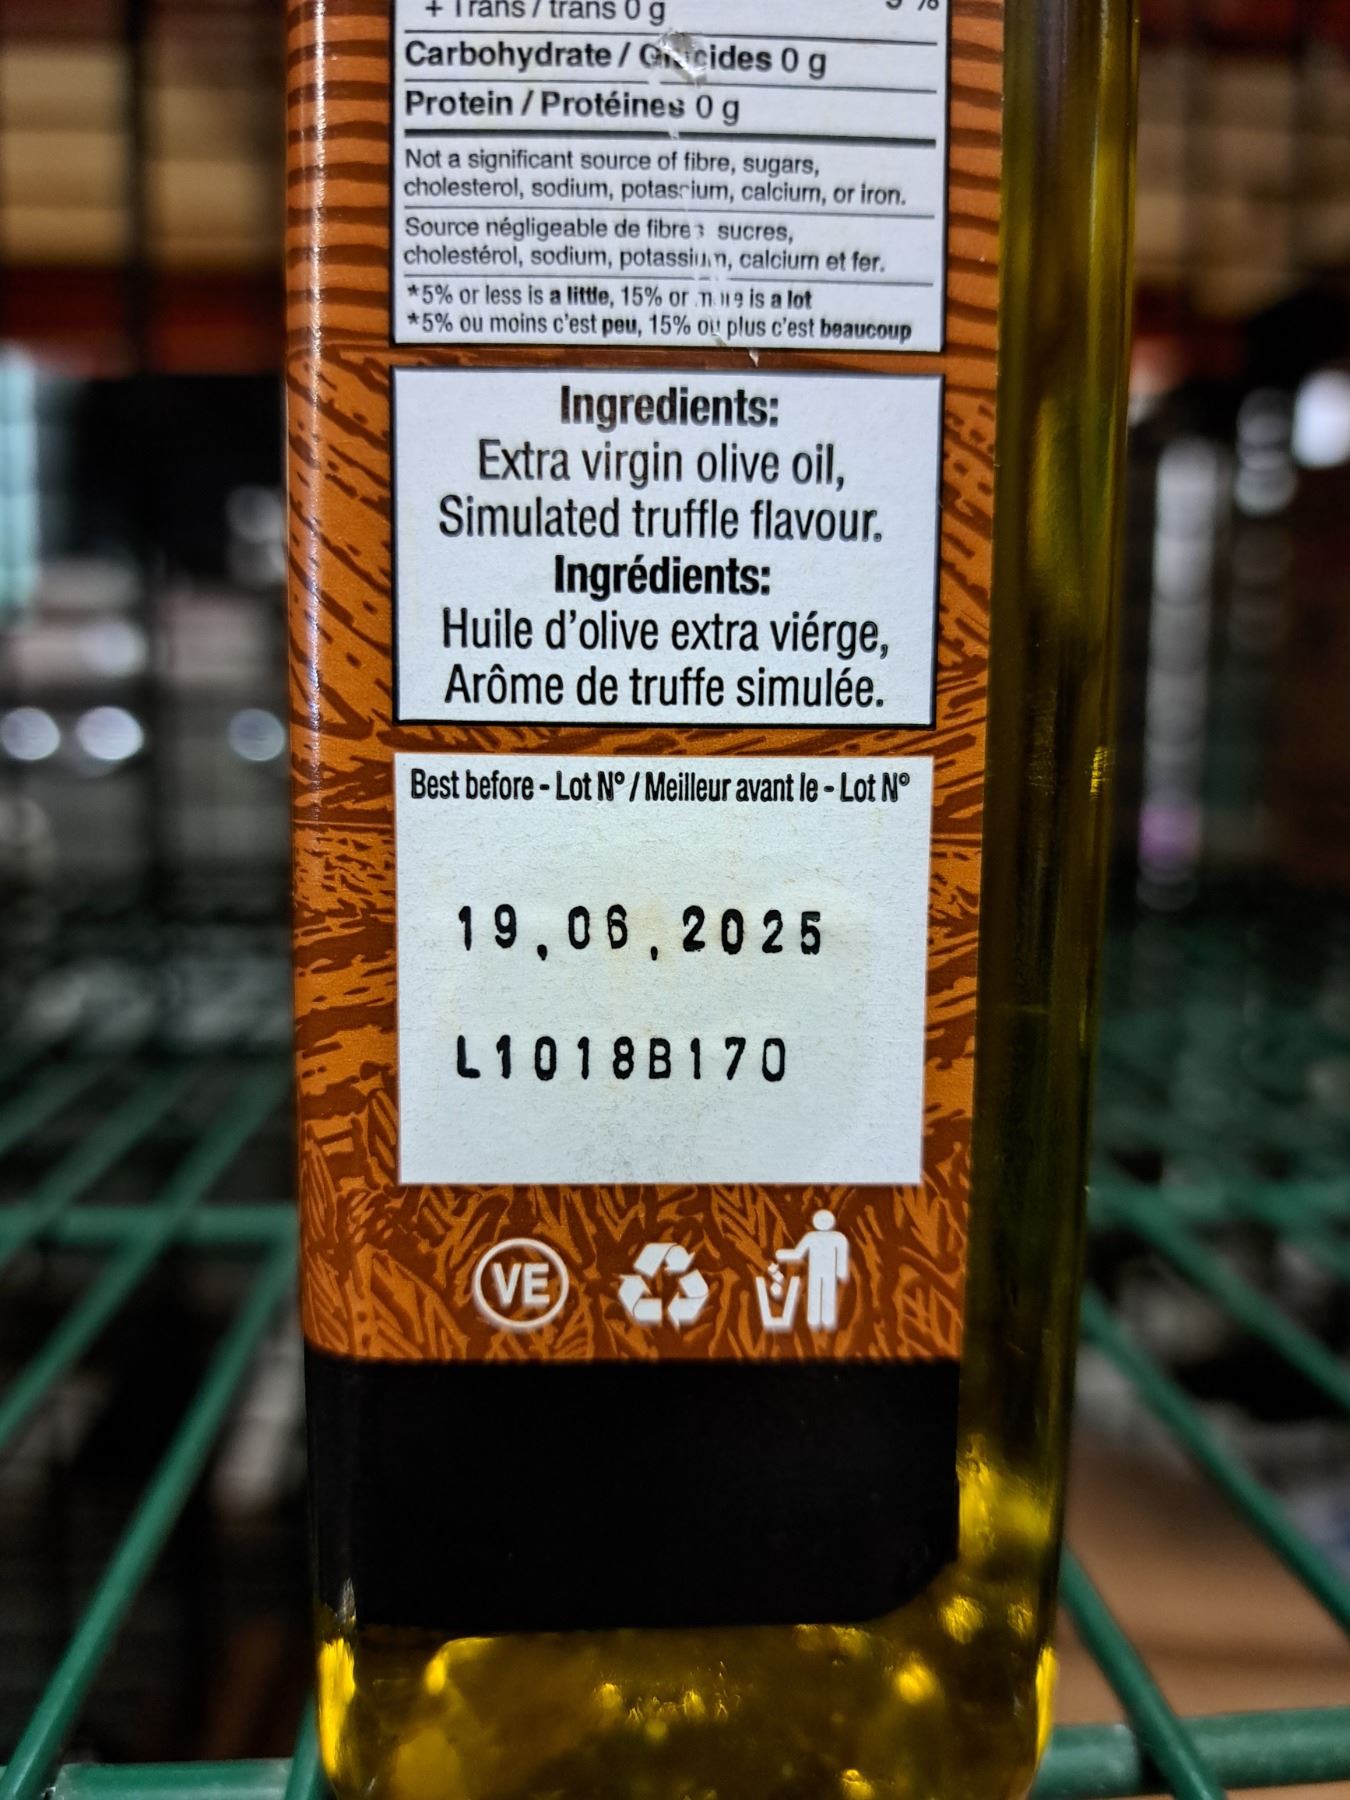 + Trans / trans 0 g
Carbohydrate / Glucides 0 g
Protein / Protéines 0 g
Not a significant source of fibre, sugars,
cholesterol, sodium, potassium, calcium, or iron.
Source négligeable de fibres sucres,
cholestérol, sodium, potassium, calcium et fer.
*5% or less is a little, 15% or more is a lot
*5% ou moins c'est peu, 15% ou plus c'est beaucoup
Ingredients:
Extra virgin olive oil,
Simulated truffle flavour.
Ingrédients:
Huile d'olive extra viérge,
Arôme de truffe simulée.
Best before - Lot Nº / Meilleur avant le - Lot Nº
19.06.2025
L1018B170
VE